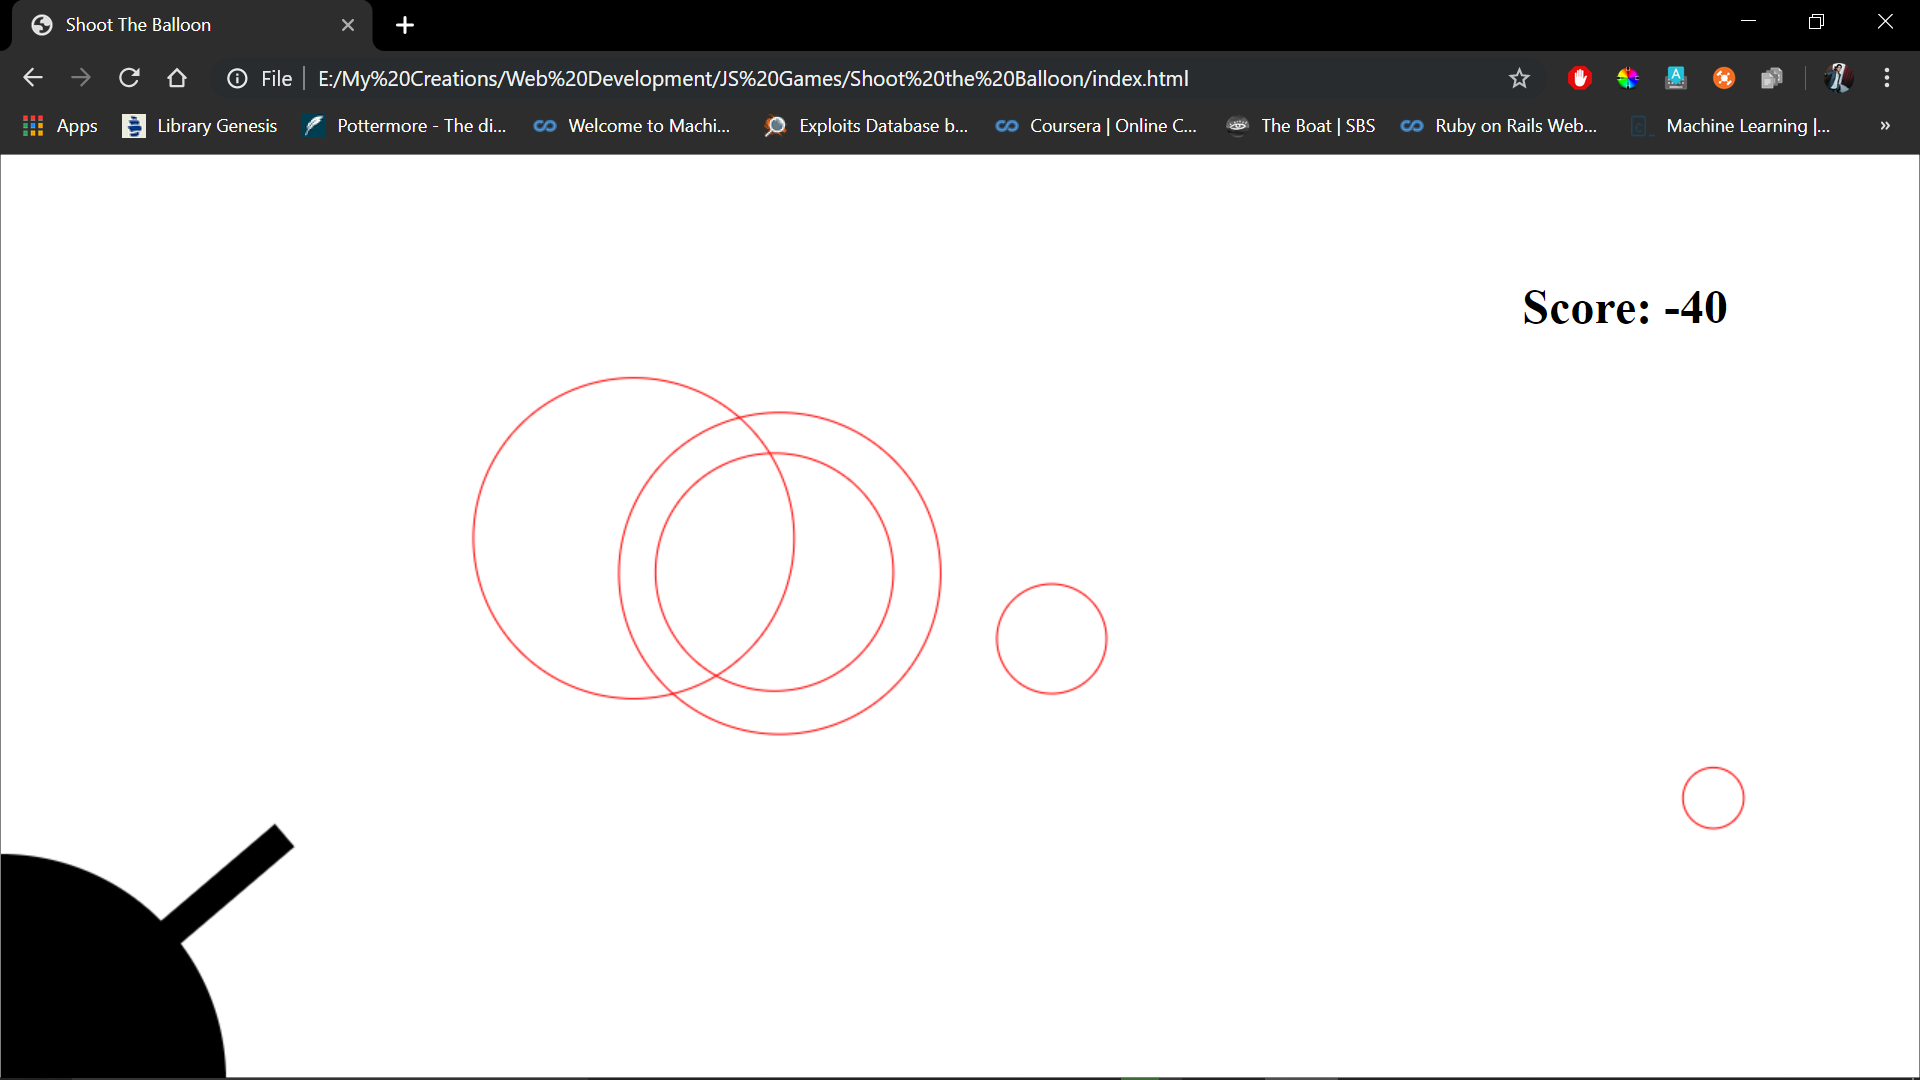 Shoot The Balloon
File E:/My%20Creations/Web%20Development/JS%20Games/Shoot%20the%20Balloon/index.html
Apps Library Genesis Pottermore - The di... Welcome to Machi... Exploits Database b... Coursera | Online C... The Boat | SBS Ruby on Rails Web... Machine Learning |... »
Score: -40